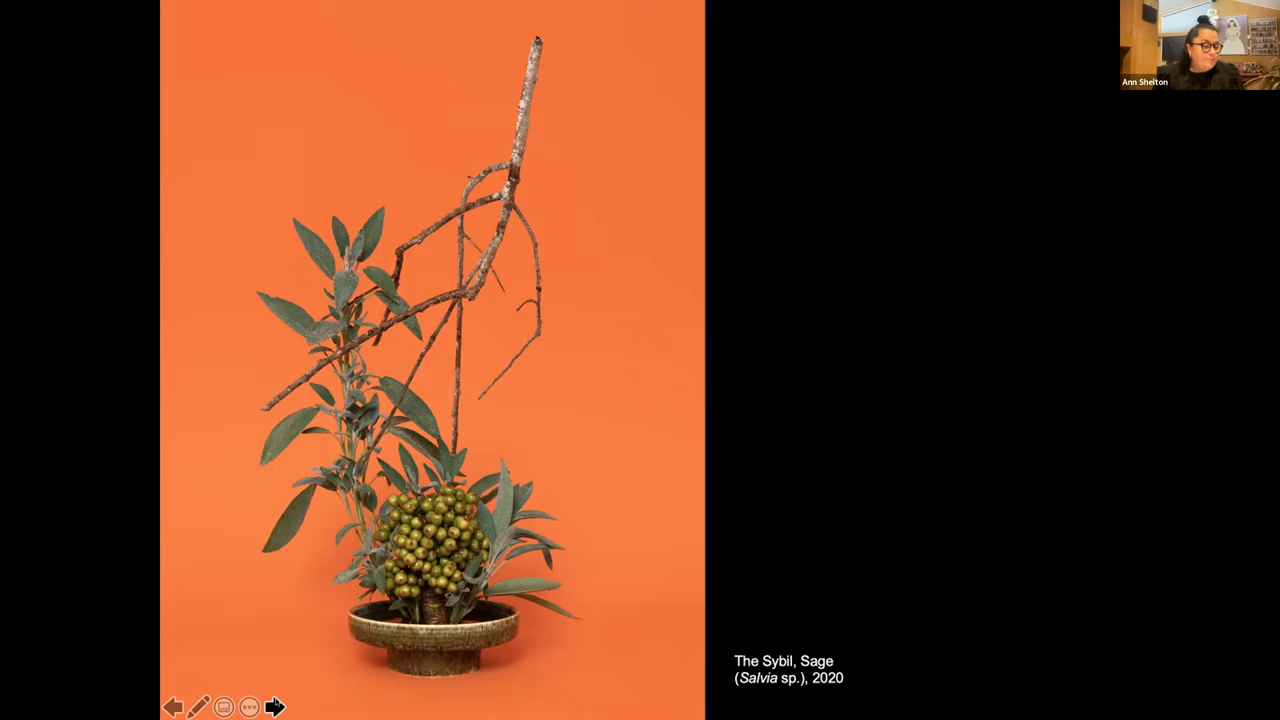 Ann Shelton
The Sybil, Sage
(Salvia sp.), 2020